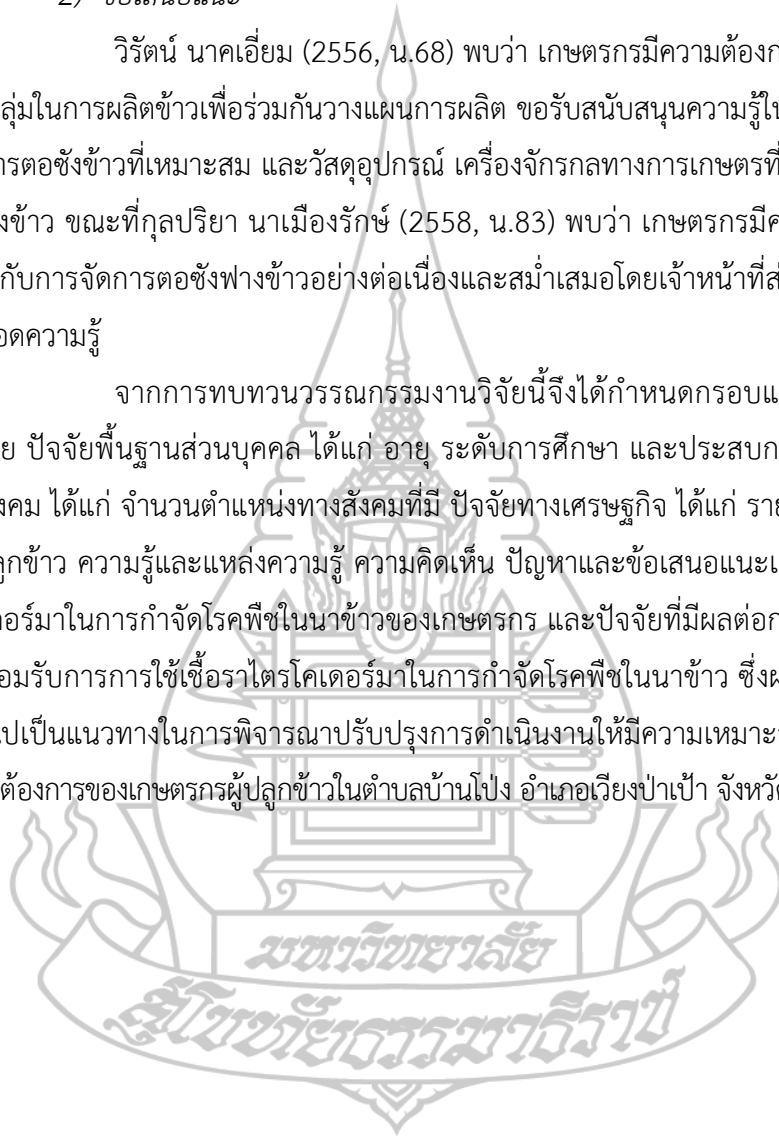 2) ข้อเสนอแนะ
วิรัตน์ นาคเอี่ยม (2556, น.68) พบว่า เกษตรกรมีความต้องก
ลุ่มในการผลิตข้าวเพื่อร่วมกันวางแผนการผลิต ขอรับสนับสนุนความรู้ใน
ารตอซังข้าวที่เหมาะสม และวัสดุอุปกรณ์ เครื่องจักรกลทางการเกษตรที่
งข้าว ขณะที่กุลปริยา นาเมืองรักษ์ (2558, น.83) พบว่า เกษตรกรมีค
กับการจัดการตอซังฟางข้าวอย่างต่อเนื่องและสม่ำเสมอโดยเจ้าหน้าที่ส่
อดความรู้
จากการทบทวนวรรณกรรมงานวิจัยนี้จึงได้กำหนดกรอบแ
ย ปัจจัยพื้นฐานส่วนบุคคล ได้แก่ อายุ ระดับการศึกษา และประสบก
งคม ได้แก่ จำนวนตำแหน่งทางสังคมที่มี ปัจจัยทางเศรษฐกิจ ได้แก่ ราย
ลูกข้าว ความรู้และแหล่งความรู้ ความคิดเห็น ปัญหาและข้อเสนอแนะเ
ดอร์มาในการกำจัดโรคพืชในนาข้าวของเกษตรกร และปัจจัยที่มีผลต่อก
อมรับการการใช้เชื้อราไตรโคเดอร์มาในการกำจัดโรคพืชในนาข้าว ซึ่งผ
ปเป็นแนวทางในการพิจารณาปรับปรุงการดำเนินงานให้มีความเหมาะ
ต้องการของเกษตรกรผู้ปลูกข้าวในตำบลบ้านโป่ง อำเภอเวียงป่าเป้า จังหวัด
มหาวิทยาลัย
สุโขทัยธรรมาธิราช